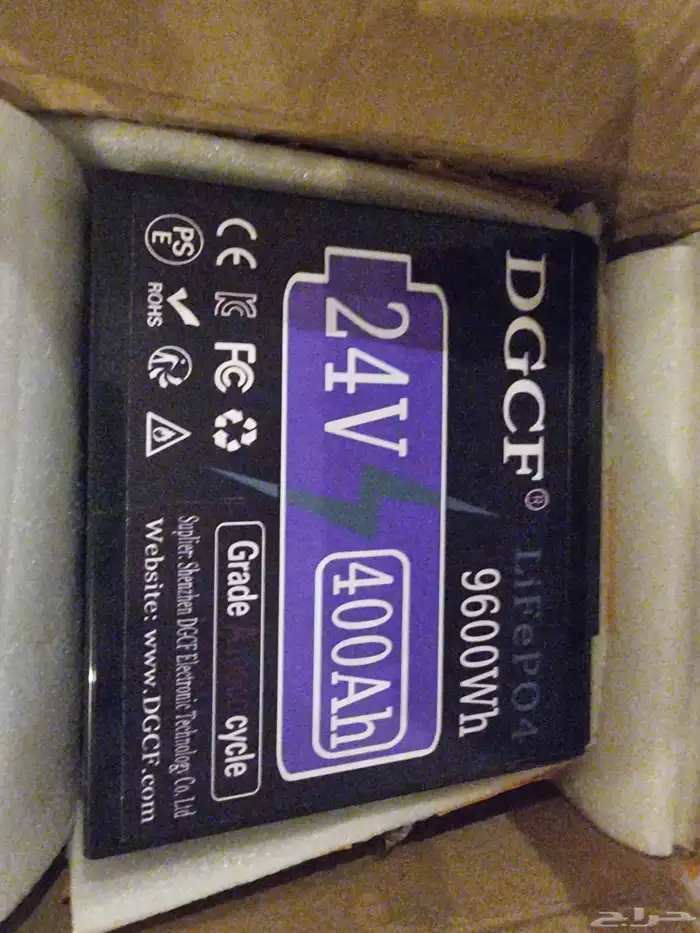 DGCF® LiFePO4
9600Wh
24V 400Ah
CE FC
Grade cycle
PS
E
ROHS
Suplier: Shenzhen DGCF Electronic Technology Co. Ltd
Website: www.DGCF.com
حراج